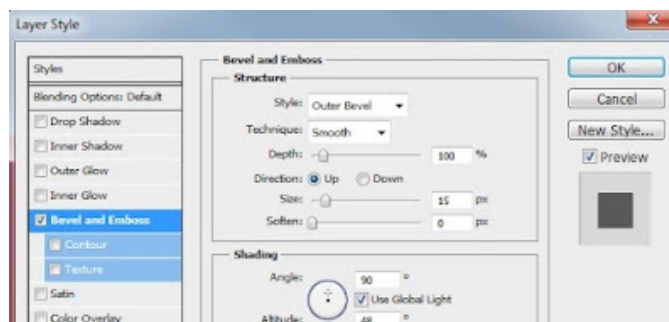 Layer Style
Styles
Blending Options: Default
Drop Shadow
Inner Shadow
Outer Glow
Inner Glow
Bevel and Emboss
Contour
Texture
Satin
Color Overlay
Bevel and Emboss
Structure
Style: Outer Bevel
Technique: Smooth
Depth: 100 %
Direction: Up Down
Size: 15 px
Soften: 0 px
Shading
Angle: 90 °
Use Global Light
Altitude: 48 °
OK
Cancel
New Style...
Preview